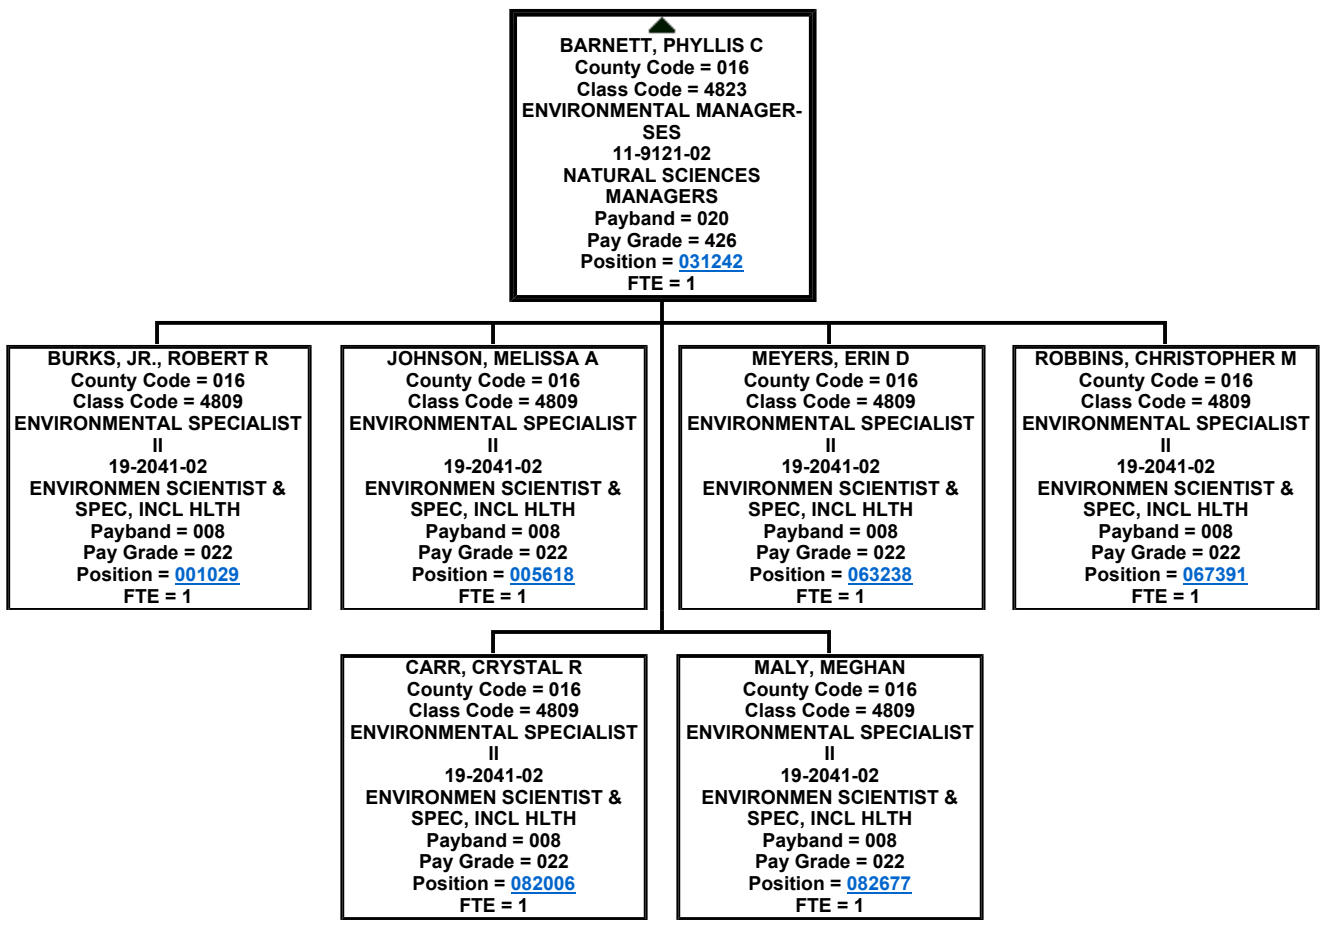 BARNETT, PHYLLIS C
County Code = 016
Class Code = 4823
ENVIRONMENTAL MANAGER-
SES
11-9121-02
NATURAL SCIENCES
MANAGERS
Payband = 020
Pay Grade = 426
Position = 031242
FTE = 1
BURKS, JR., ROBERT R
County Code = 016
Class Code = 4809
ENVIRONMENTAL SPECIALIST
II
19-2041-02
ENVIRONMEN SCIENTIST &
SPEC, INCL HLTH
Payband = 008
Pay Grade = 022
Position = 001029
FTE = 1
JOHNSON, MELISSA A
County Code = 016
Class Code = 4809
ENVIRONMENTAL SPECIALIST
II
19-2041-02
ENVIRONMEN SCIENTIST &
SPEC, INCL HLTH
Payband = 008
Pay Grade = 022
Position = 005618
FTE = 1
MEYERS, ERIN D
County Code = 016
Class Code = 4809
ENVIRONMENTAL SPECIALIST
II
19-2041-02
ENVIRONMEN SCIENTIST &
SPEC, INCL HLTH
Payband = 008
Pay Grade = 022
Position = 063238
FTE = 1
ROBBINS, CHRISTOPHER M
County Code = 016
Class Code = 4809
ENVIRONMENTAL SPECIALIST
II
19-2041-02
ENVIRONMEN SCIENTIST &
SPEC, INCL HLTH
Payband = 008
Pay Grade = 022
Position = 067391
FTE = 1
CARR, CRYSTAL R
County Code = 016
Class Code = 4809
ENVIRONMENTAL SPECIALIST
II
19-2041-02
ENVIRONMEN SCIENTIST &
SPEC, INCL HLTH
Payband = 008
Pay Grade = 022
Position = 082006
FTE = 1
MALY, MEGHAN
County Code = 016
Class Code = 4809
ENVIRONMENTAL SPECIALIST
II
19-2041-02
ENVIRONMEN SCIENTIST &
SPEC, INCL HLTH
Payband = 008
Pay Grade = 022
Position = 082677
FTE = 1